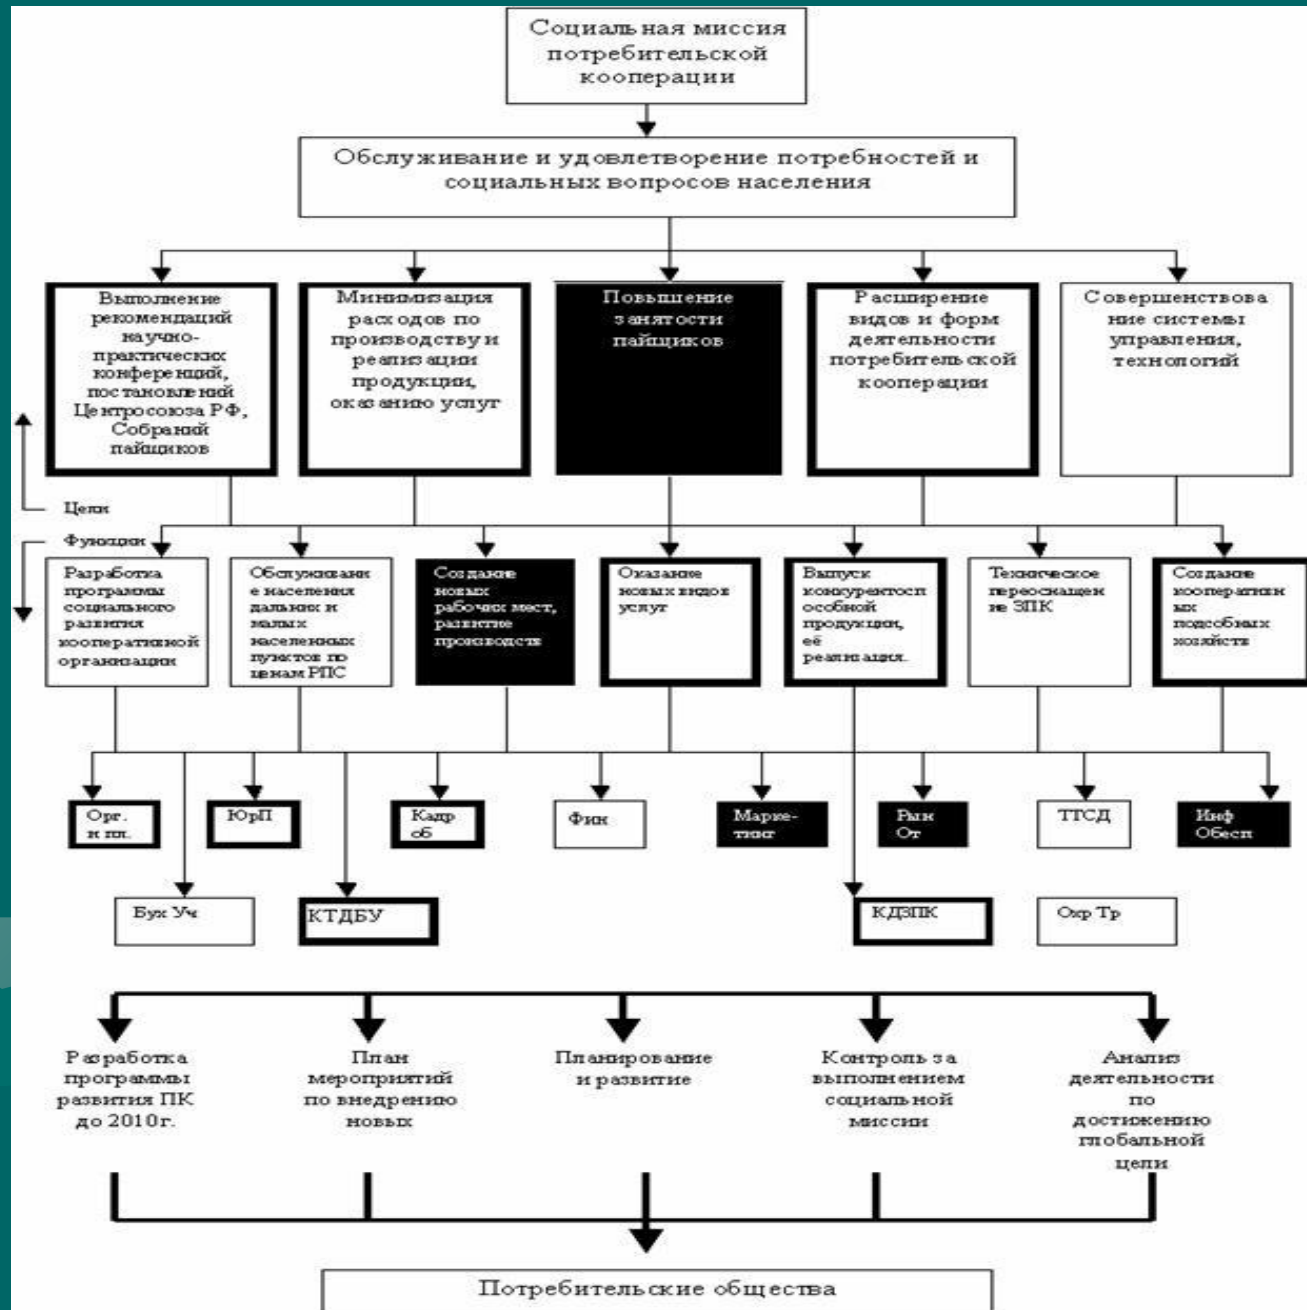 Социальная миссия
потребительской
кооперации
Обслуживание и удовлетворение потребностей и
социальных вопросов населения
Выполнение
рекомендаций
научно-
практических
конференций,
постановлений
Центросоюза РФ,
Собраний
пайщиков
Минимизация
расходов по
производству и
реализации
продукции,
оказанию услуг
Повышение
занятости
пайщиков
Расширение
видов и форм
деятельности
потребительской
кооперации
Совершенствова
ние системы
управления,
технологий
Цели
Функции
Разработка
программы
социального
развития
кооперативной
организации
Обслуживани
е населения
дальних и
малых
населенных
пунктов по
ценам РПС
Создание
новых
рабочих мест,
развитие
производств
Оказание
новых видов
услуг
Выпуск
конкурентосп
особной
продукции,
её
реализация.
Техническое
переоснащен
ие ЗПК
Создание
кооперативн
ых
подсобных
хозяйств
Орг.
и пл.
ЮрП
Кадр
об
Фин
Марке-
тинг
Рын
От
ТТСД
Инф
Обесп
Бух Уч
КТДБУ
КДЗПК
Охр Тр
Разработка
программы
развития ПК
до 2010г.
План
мероприятий
по внедрению
новых
Планирование
и развитие
Контроль за
выполнением
социальной
миссии
Анализ
деятельности
по
достижению
глобальной
цели
Потребительские общества